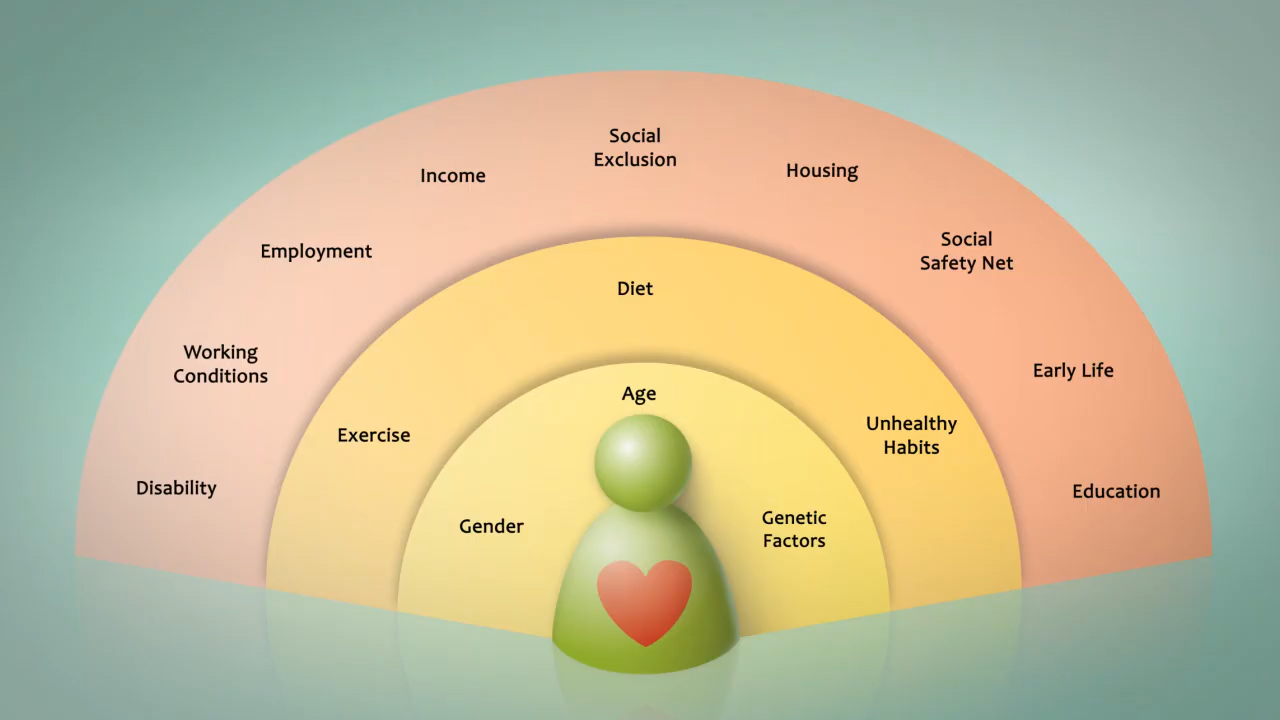 Social
Exclusion
Income
Housing
Employment
Social
Safety Net
Diet
Working
Conditions
Early Life
Age
Exercise
Unhealthy
Habits
Disability
Education
Gender
Genetic
Factors